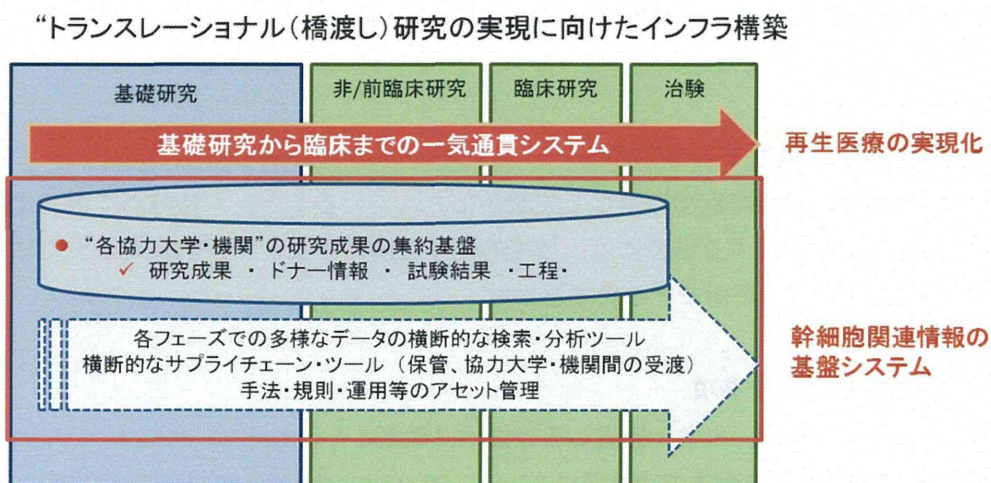 “トランスレーショナル(橋渡し)研究の実現に向けたインフラ構築
基礎研究
非/前臨床研究
臨床研究
治験
基礎研究から臨床までの一気通貫システム
再生医療の実現化
● “各協力大学・機関”の研究成果の集約基盤
✓ 研究成果 ・ ドナー情報 ・ 試験結果 ・工程・
各フェーズでの多様なデータの横断的な検索・分析ツール
横断的なサプライチェーン・ツール (保管、協力大学・機関間の受渡)
手法・規則・運用等のアセット管理
幹細胞関連情報の
基盤システム